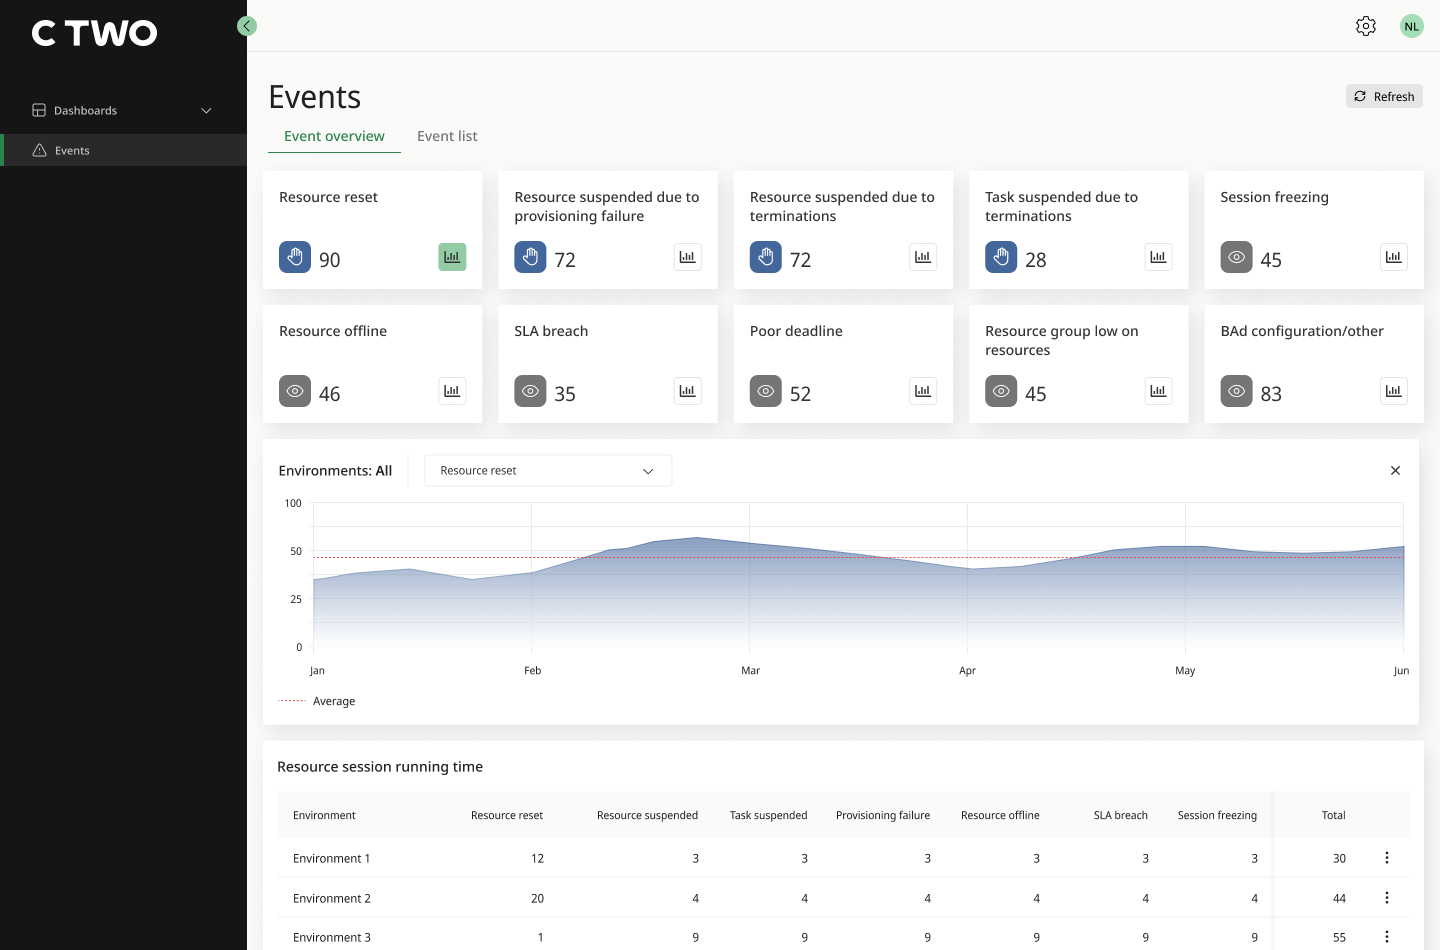 C TWO
NL
Dashboards
Events
Events
Refresh
Event overview
Event list
Resource reset
90
Resource suspended due to
provisioning failure
72
Resource suspended due to
terminations
72
Task suspended due to
terminations
28
Session freezing
45
Resource offline
46
SLA breach
35
Poor deadline
52
Resource group low on
resources
45
BAd configuration/other
83
Environments: All
Resource reset
100
50
25
0
Jan Feb Mar Apr May Jun
Average
Resource session running time
Environment Resource reset Resource suspended Task suspended Provisioning failure Resource offline SLA breach Session freezing Total
Environment 1 12 3 3 3 3 3 3 30
Environment 2 20 4 4 4 4 4 4 44
Environment 3 1 9 9 9 9 9 9 55